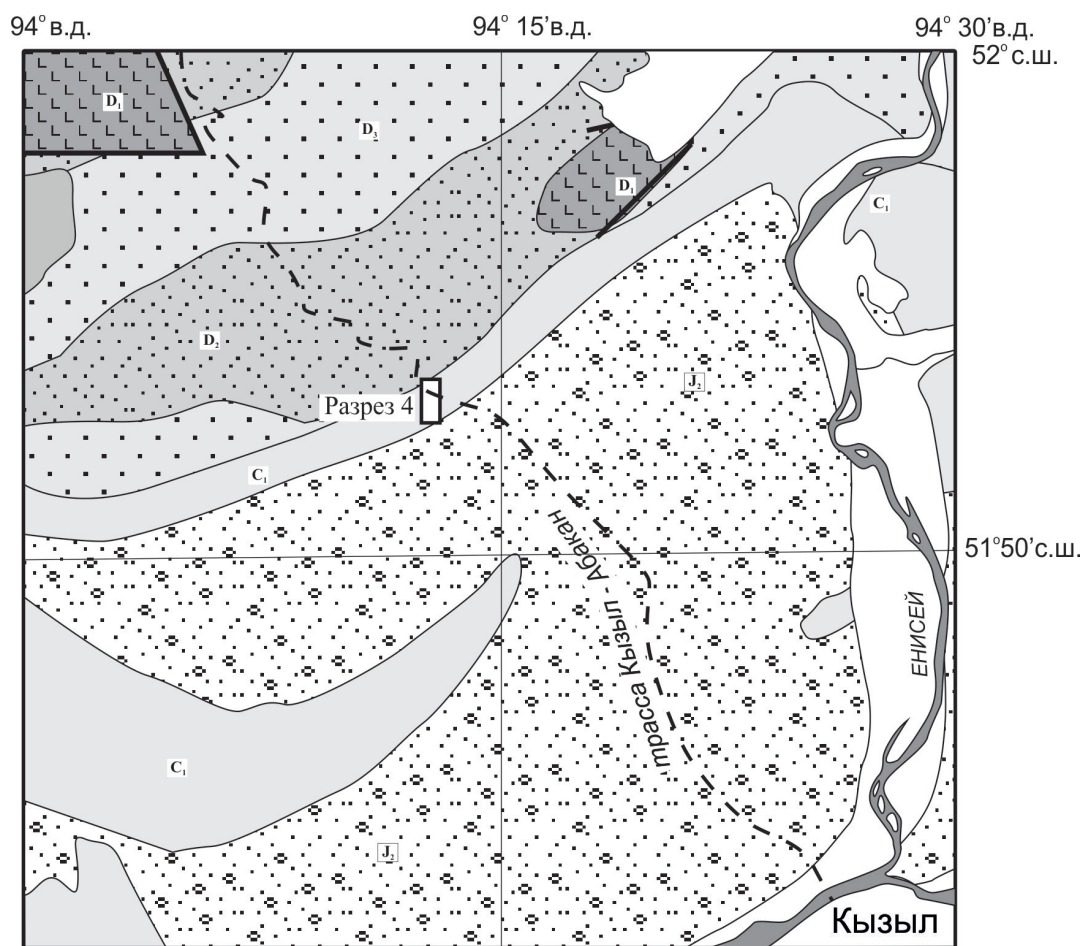 94° в.д.
94° 15'в.д.
94° 30'в.д.
52° с.ш.
D₁
D₃
D₁
C₁
D₂
J₂
Разрез 4
C₁
51°50'с.ш.
трасса Кызыл - Абакан
ЕНИСЕЙ
C₁
J₂
Кызыл